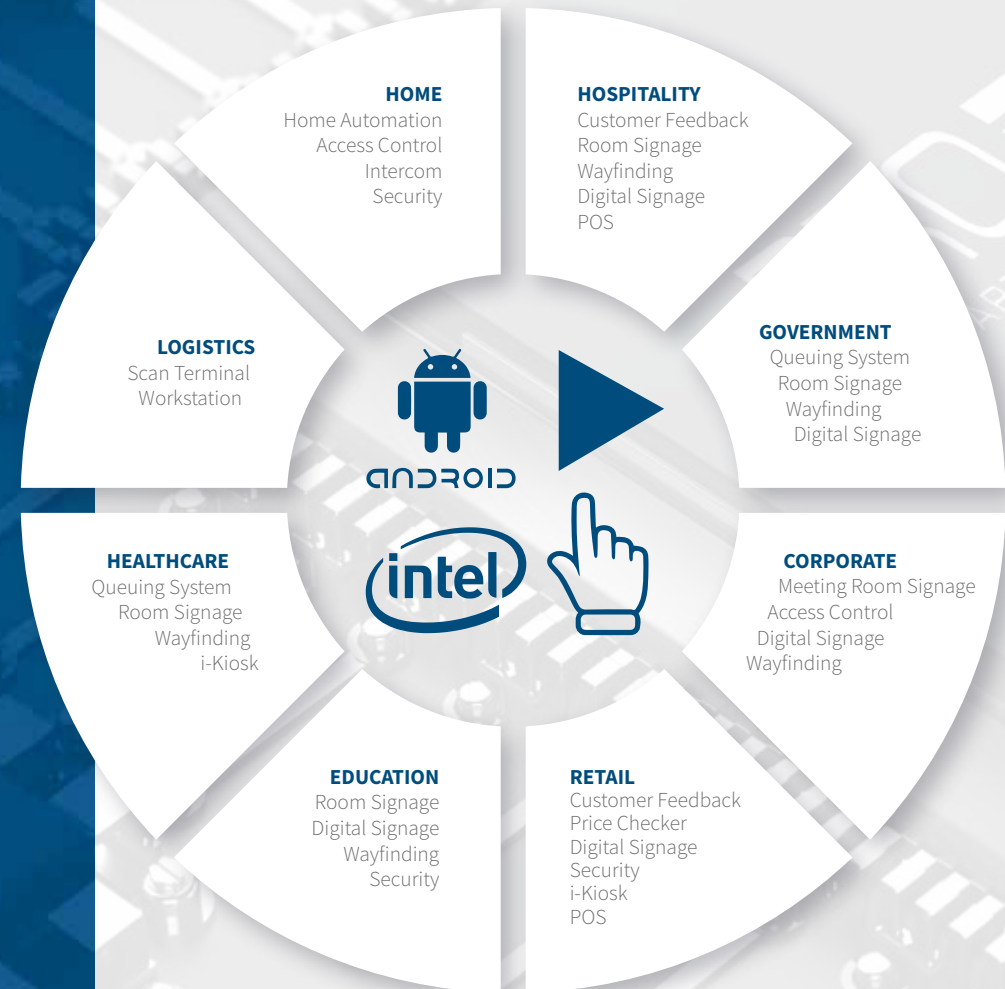 HOME
Home Automation
Access Control
Intercom
Security
HOSPITALITY
Customer Feedback
Room Signage
Wayfinding
Digital Signage
POS
LOGISTICS
Scan Terminal
Workstation
GOVERNMENT
Queuing System
Room Signage
Wayfinding
Digital Signage
ANDROID
intel
HEALTHCARE
Queuing System
Room Signage
Wayfinding
i-Kiosk
CORPORATE
Meeting Room Signage
Access Control
Digital Signage
Wayfinding
EDUCATION
Room Signage
Digital Signage
Wayfinding
Security
RETAIL
Customer Feedback
Price Checker
Digital Signage
Security
i-Kiosk
POS